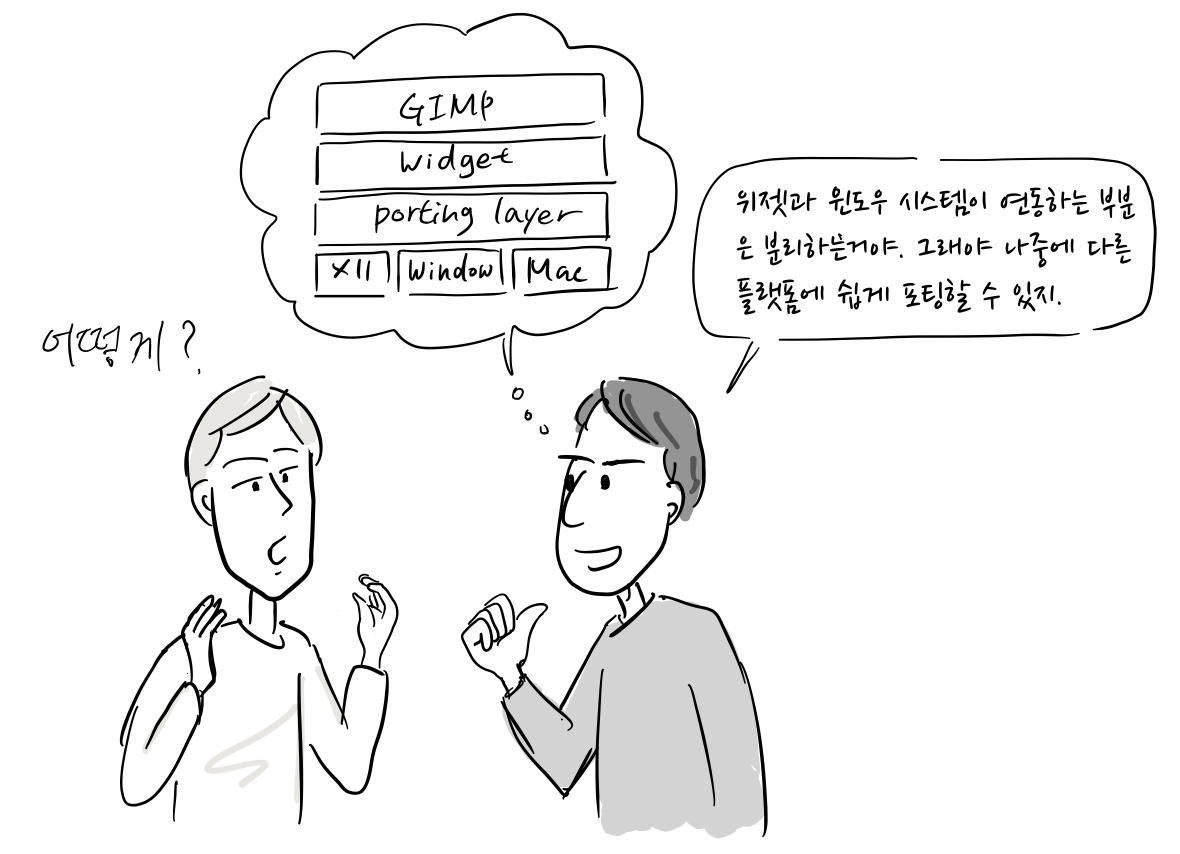 어떻게?
GIMP
widget
porting layer
X11 Window Mac
위젯과 윈도우 시스템이 연동하는 부분
은 분리하는거야. 그래야 나중에 다른
플랫폼에 쉽게 포팅할 수 있지.